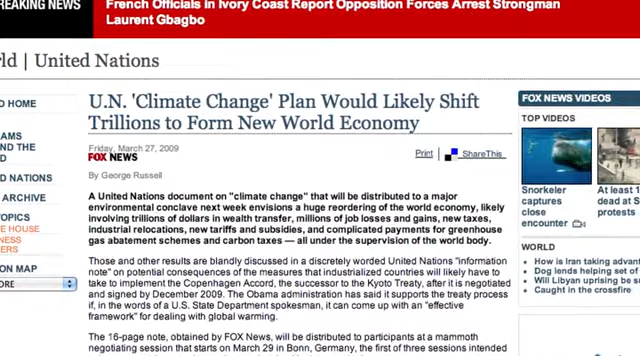 REAKING NEWS
French Officials in Ivory Coast Report Opposition Forces Arrest Strongman
Laurent Gbagbo
ld | United Nations
D HOME
AMS
ND THE
D
D NATIONS
ARCHIVE
OPICS
E HOUSE
NESS
ERS
ON MAP
ORE
U.N. 'Climate Change' Plan Would Likely Shift
Trillions to Form New World Economy
Friday, March 27, 2009
FOX NEWS
Print
ShareThis
By George Russell
A United Nations document on "climate change" that will be distributed to a major
environmental conclave next week envisions a huge reordering of the world economy, likely
involving trillions of dollars in wealth transfer, millions of job losses and gains, new taxes,
industrial relocations, new tariffs and subsidies, and complicated payments for greenhouse
gas abatement schemes and carbon taxes — all under the supervision of the world body.
Those and other results are blandly discussed in a discretely worded United Nations "information
note" on potential consequences of the measures that industrialized countries will likely have to
take to implement the Copenhagen Accord, the successor to the Kyoto Treaty, after it is negotiated
and signed by December 2009. The Obama administration has said it supports the treaty process
if, in the words of a U.S. State Department spokesman, it can come up with an "effective
framework" for dealing with global warming.
The 16-page note, obtained by FOX News, will be distributed to participants at a mammoth
negotiating session that starts on March 29 in Bonn, Germany, the first of three sessions intended
FOX NEWS VIDEOS
TOP VIDEOS
Snorkeler
captures
close
encounter
At least 1
dead at S
protests
WORLD
How is Iran taking advan
Dog lends helping set of
Will Libyan uprising be su
Caught in the crossfire